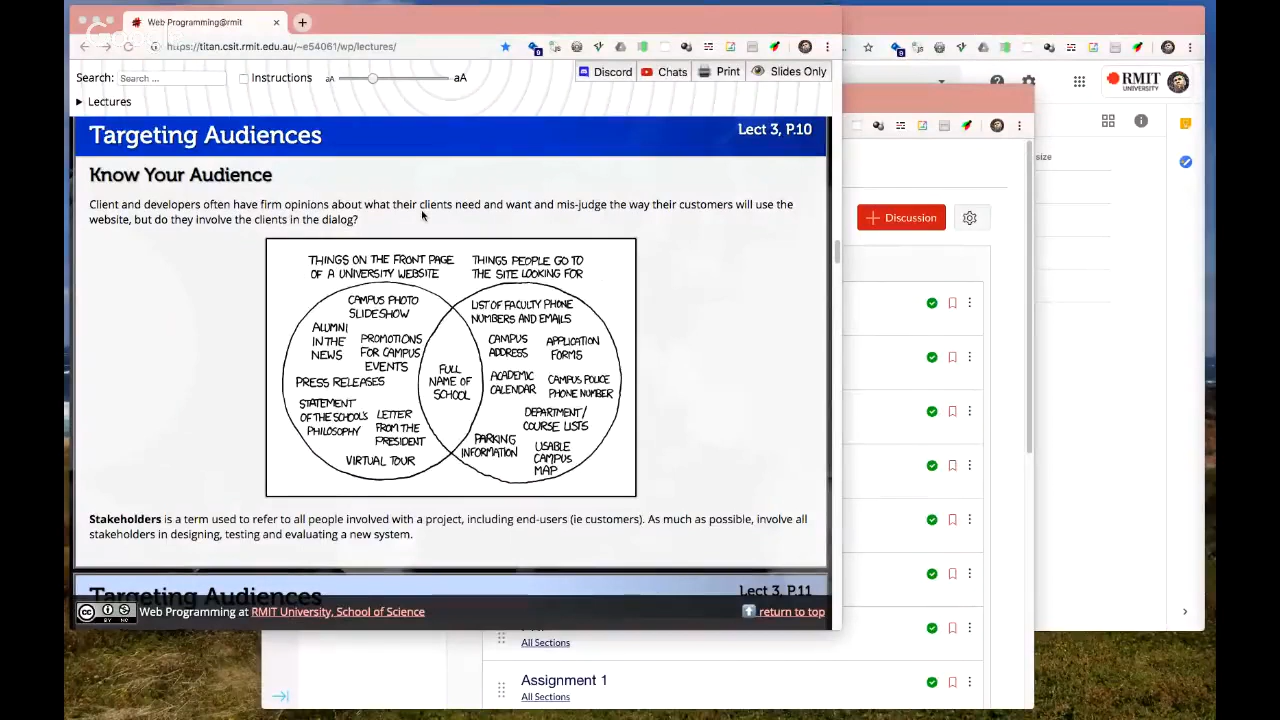 Google
Web Programming@rmit
https://titan.csit.rmit.edu.au/~e54061/wp/lectures/
Search: Search ... Instructions aA aA Discord Chats Print Slides Only
Lectures
Targeting Audiences Lect 3, P.10
Know Your Audience
Client and developers often have firm opinions about what their clients need and want and mis-judge the way their customers will use the
website, but do they involve the clients in the dialog?
THINGS ON THE FRONT PAGE
OF A UNIVERSITY WEBSITE
THINGS PEOPLE GO TO
THE SITE LOOKING FOR
CAMPUS PHOTO
SLIDESHOW
ALUMNI
IN THE
NEWS
PROMOTIONS
FOR CAMPUS
EVENTS
PRESS RELEASES
STATEMENT
OF THE SCHOOL'S
PHILOSOPHY
LETTER
FROM THE
PRESIDENT
VIRTUAL TOUR
FULL
NAME OF
SCHOOL
LIST OF FACULTY PHONE
NUMBERS AND EMAILS
CAMPUS
ADDRESS
APPLICATION
FORMS
ACADEMIC
CALENDAR
CAMPUS POLICE
PHONE NUMBER
DEPARTMENT/
COURSE LISTS
PARKING
INFORMATION
USABLE
CAMPUS
MAP
Stakeholders is a term used to refer to all people involved with a project, including end-users (ie customers). As much as possible, involve all
stakeholders in designing, testing and evaluating a new system.
Targeting Audiences Lect 3, P.11
Web Programming at RMIT University, School of Science return to top
RMIT
UNIVERSITY
size
Discussion
All Sections
Assignment 1
All Sections